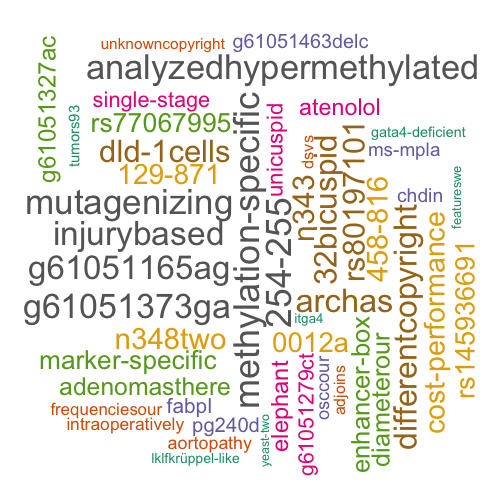 unknowncopyright
g61051463delc
analyzedhypermethylated
g61051327ac
tumors93
single-stage
rs77067995
unicuspid
atenolol
dsvs
gata4-deficient
ms-mpla
dld-1cells
129-871
methylation-specific
254-255
n343
32bicuspid
rs80197101
458-816
chdin
featureswe
mutagenizing
injurybased
g61051165ag
g61051373ga
archas
differentcopyright
cost-performance
rs145936691
itga4
n348two
0012a
marker-specific
adenomasthere
elephant
g61051279ct
osccour
adjoins
enhancer-box
diameterour
frequenciesour
fabpl
intraoperatively
pg240d
aortopathy
yeast-two
lklfkrüppel-like